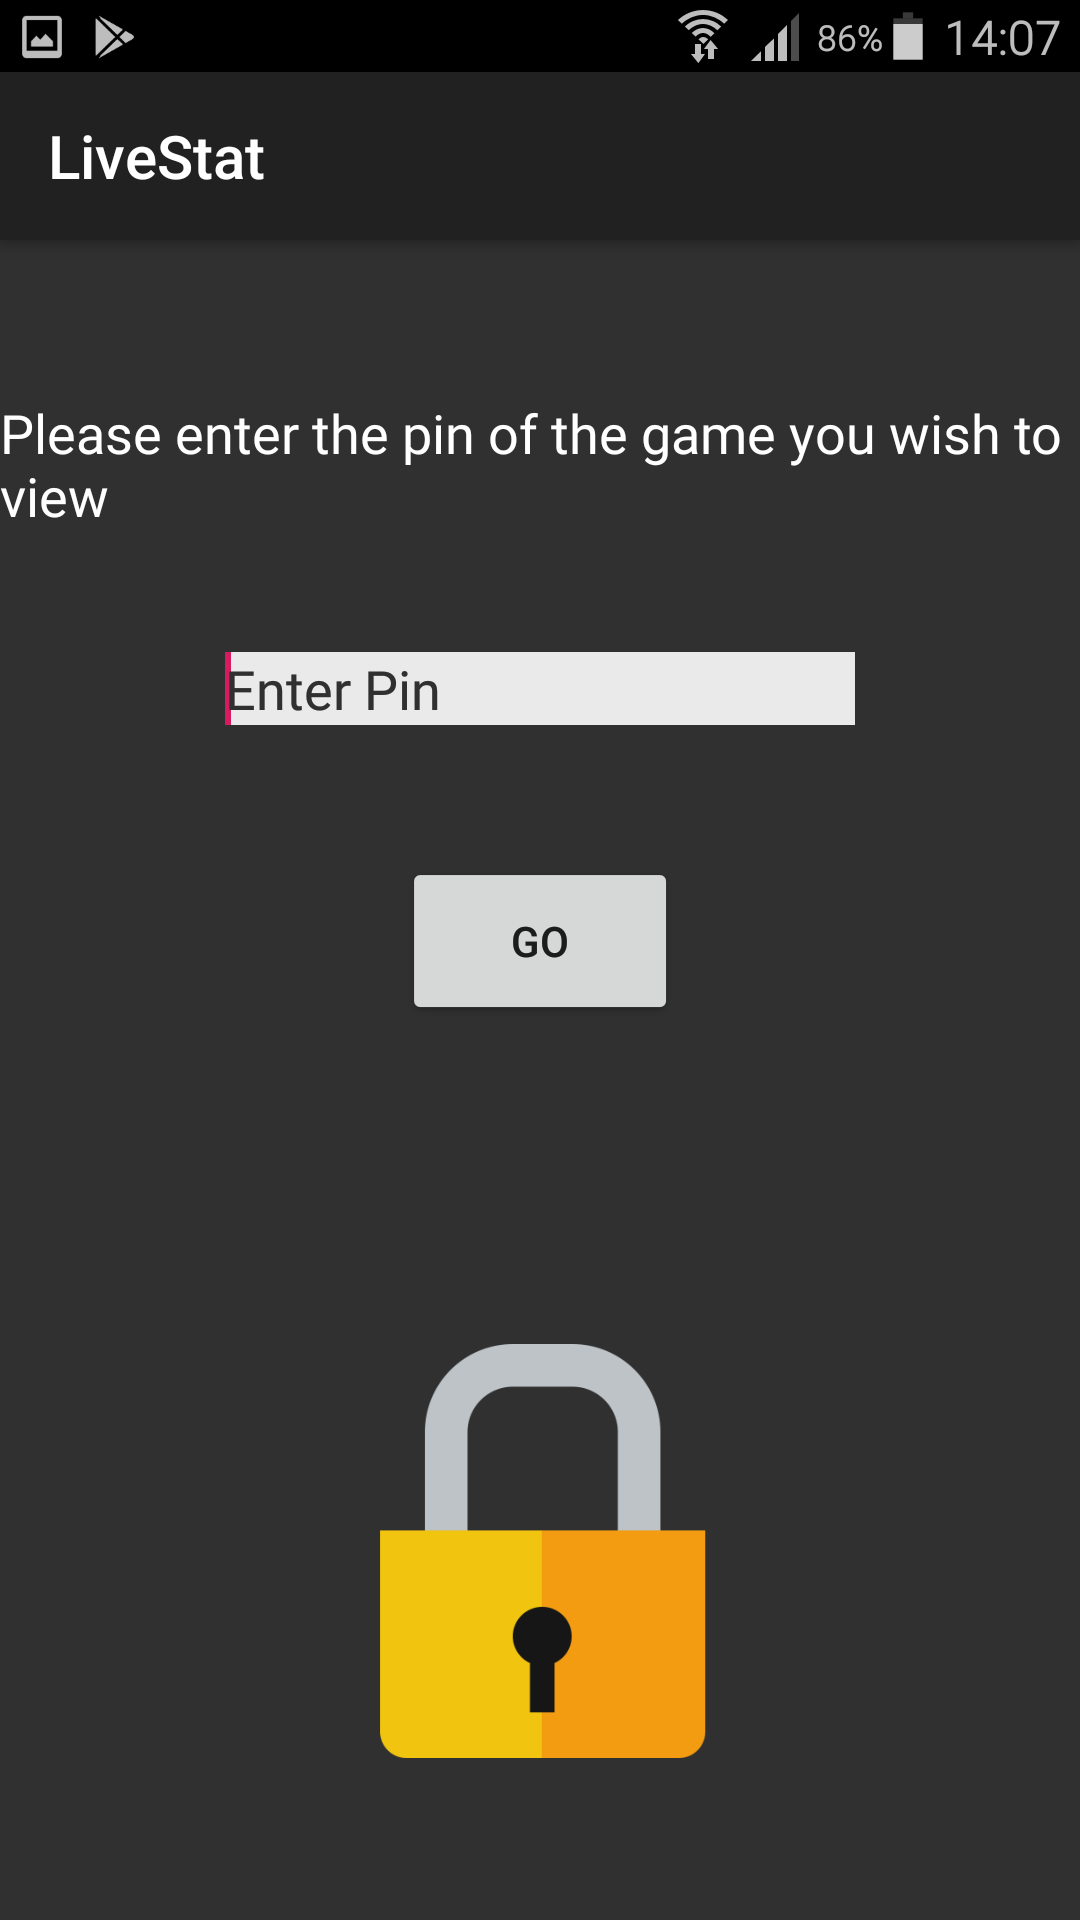 86% 14:07
LiveStat
Please enter the pin of the game you wish to
view
Enter Pin
GO